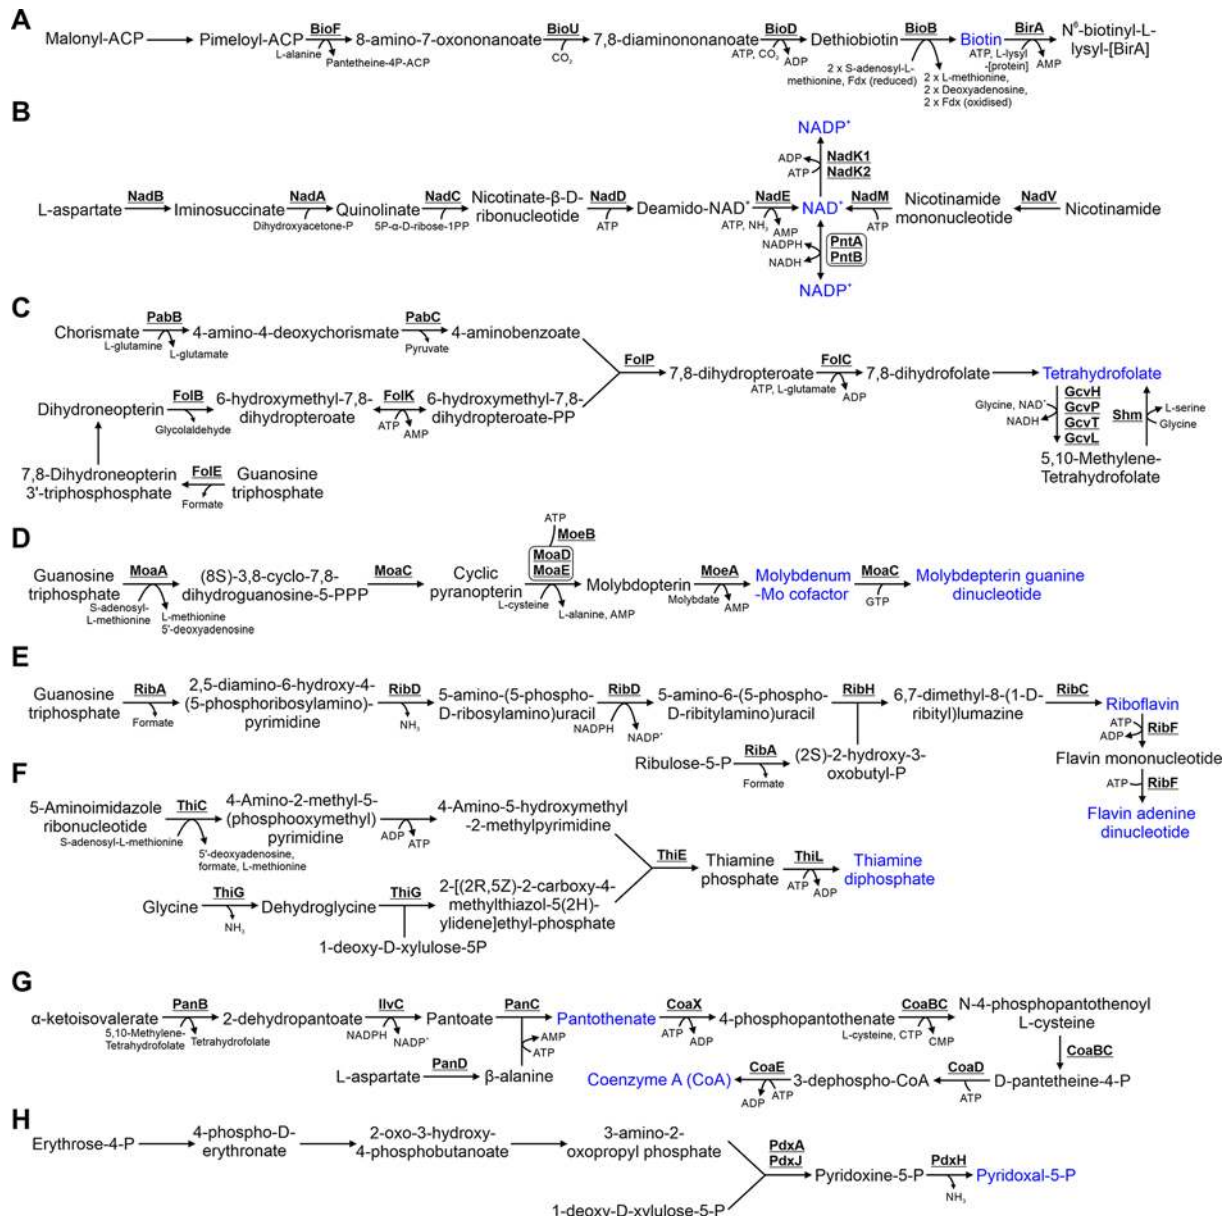 A
Malonyl-ACP
Pimeloyl-ACP
BioF
L-alanine
Pantetheine-4P-ACP
8-amino-7-oxononanoate
BioU
CO₂
7,8-diaminononanoate
BioD
ATP, CO₂
ADP
Dethiobiotin
BioB
2 x S-adenosyl-L-
methionine, Fdx (reduced)
2 x L-methionine,
2 x Deoxyadenosine,
2 x Fdx (oxidised)
Biotin
BirA
ATP, L-lysyl
-[protein]
AMP
N⁶-biotinyl-L-
lysyl-[BirA]
B
L-aspartate
NadB
Iminosuccinate
NadA
Dihydroxyacetone-P
Quinolinate
NadC
5P-α-D-ribose-1PP
Nicotinate-β-D-
ribonucleotide
NadD
ATP
Deamido-NAD⁺
NadE
ATP, NH₃
AMP
NAD⁺
NADP⁺
ADP
ATP
NadK1
NadK2
NadM
ATP
Nicotinamide
mononucleotide
NadV
Nicotinamide
NADPH
NADH
PntA
PntB
NADP⁺
C
Chorismate
PabB
L-glutamine
L-glutamate
4-amino-4-deoxychorismate
PabC
Pyruvate
4-aminobenzoate
FolP
7,8-dihydropteroate
FolC
ATP, L-glutamate
ADP
7,8-dihydrofolate
Tetrahydrofolate
Dihydroneopterin
FolB
Glycolaldehyde
6-hydroxymethyl-7,8-
dihydropteroate
FolK
ATP
AMP
6-hydroxymethyl-7,8-
dihydropteroate-PP
7,8-Dihydroneopterin
3'-triphosphosphate
FolE
Formate
Guanosine
triphosphate
Glycine, NAD⁺
NADH
GcvH
GcvP
GcvT
GcvL
Shm
L-serine
Glycine
5,10-Methylene-
Tetrahydrofolate
D
Guanosine
triphosphate
MoaA
S-adenosyl-
L-methionine
L-methionine
5'-deoxyadenosine
(8S)-3,8-cyclo-7,8-
dihydroguanosine-5-PPP
MoaC
Cyclic
pyranopterin
ATP
MoeB
MoaD
MoaE
L-cysteine
L-alanine, AMP
Molybdopterin
MoeA
Molybdate
AMP
Molybdenum
-Mo cofactor
MoaC
GTP
Molybdepterin guanine
dinucleotide
E
Guanosine
triphosphate
RibA
Formate
2,5-diamino-6-hydroxy-4-
(5-phosphoribosylamino)-
pyrimidine
RibD
NH₃
5-amino-(5-phospho-
D-ribosylamino)uracil
RibD
NADPH
NADP⁺
5-amino-6-(5-phospho-
D-ribitylamino)uracil
RibH
6,7-dimethyl-8-(1-D-
ribityl)lumazine
RibC
Riboflavin
Ribulose-5-P
RibA
Formate
(2S)-2-hydroxy-3-
oxobutyl-P
ATP
ADP
RibF
Flavin mononucleotide
ATP
RibF
Flavin adenine
dinucleotide
F
5-Aminoimidazole
ribonucleotide
ThiC
S-adenosyl-L-methionine
5'-deoxyadenosine,
formate, L-methionine
4-Amino-2-methyl-5-
(phosphooxymethyl)
pyrimidine
ADP
ATP
4-Amino-5-hydroxymethyl
-2-methylpyrimidine
ThiE
Thiamine
phosphate
ThiL
ATP
ADP
Thiamine
diphosphate
Glycine
ThiG
NH₃
Dehydroglycine
ThiG
2-[(2R,5Z)-2-carboxy-4-
methylthiazol-5(2H)-
ylidene]ethyl-phosphate
1-deoxy-D-xylulose-5P
G
α-ketoisovalerate
PanB
5,10-Methylene-
Tetrahydrofolate
Tetrahydrofolate
2-dehydropantoate
IlvC
NADPH
NADP⁺
Pantoate
PanC
AMP
ATP
Pantothenate
CoaX
ATP
ADP
4-phosphopantothenate
CoaBC
L-cysteine, CTP
CMP
N-4-phosphopantothenoyl
L-cysteine
CoaBC
L-aspartate
PanD
β-alanine
Coenzyme A (CoA)
CoaE
ADP
ATP
3-dephospho-CoA
CoaD
ATP
D-pantetheine-4-P
H
Erythrose-4-P
4-phospho-D-
erythronate
2-oxo-3-hydroxy-
4-phosphobutanoate
3-amino-2-
oxopropyl phosphate
PdxA
PdxJ
Pyridoxine-5-P
PdxH
NH₃
Pyridoxal-5-P
1-deoxy-D-xylulose-5-P